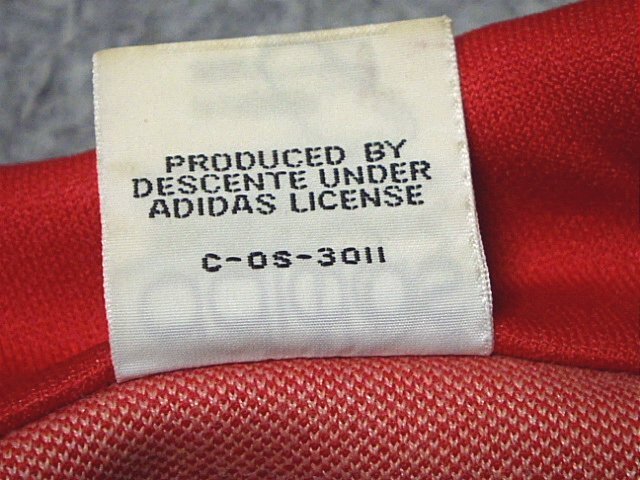 PRODUCED BY
DESCENTE UNDER
ADIDAS LICENSE
C-OS-3011